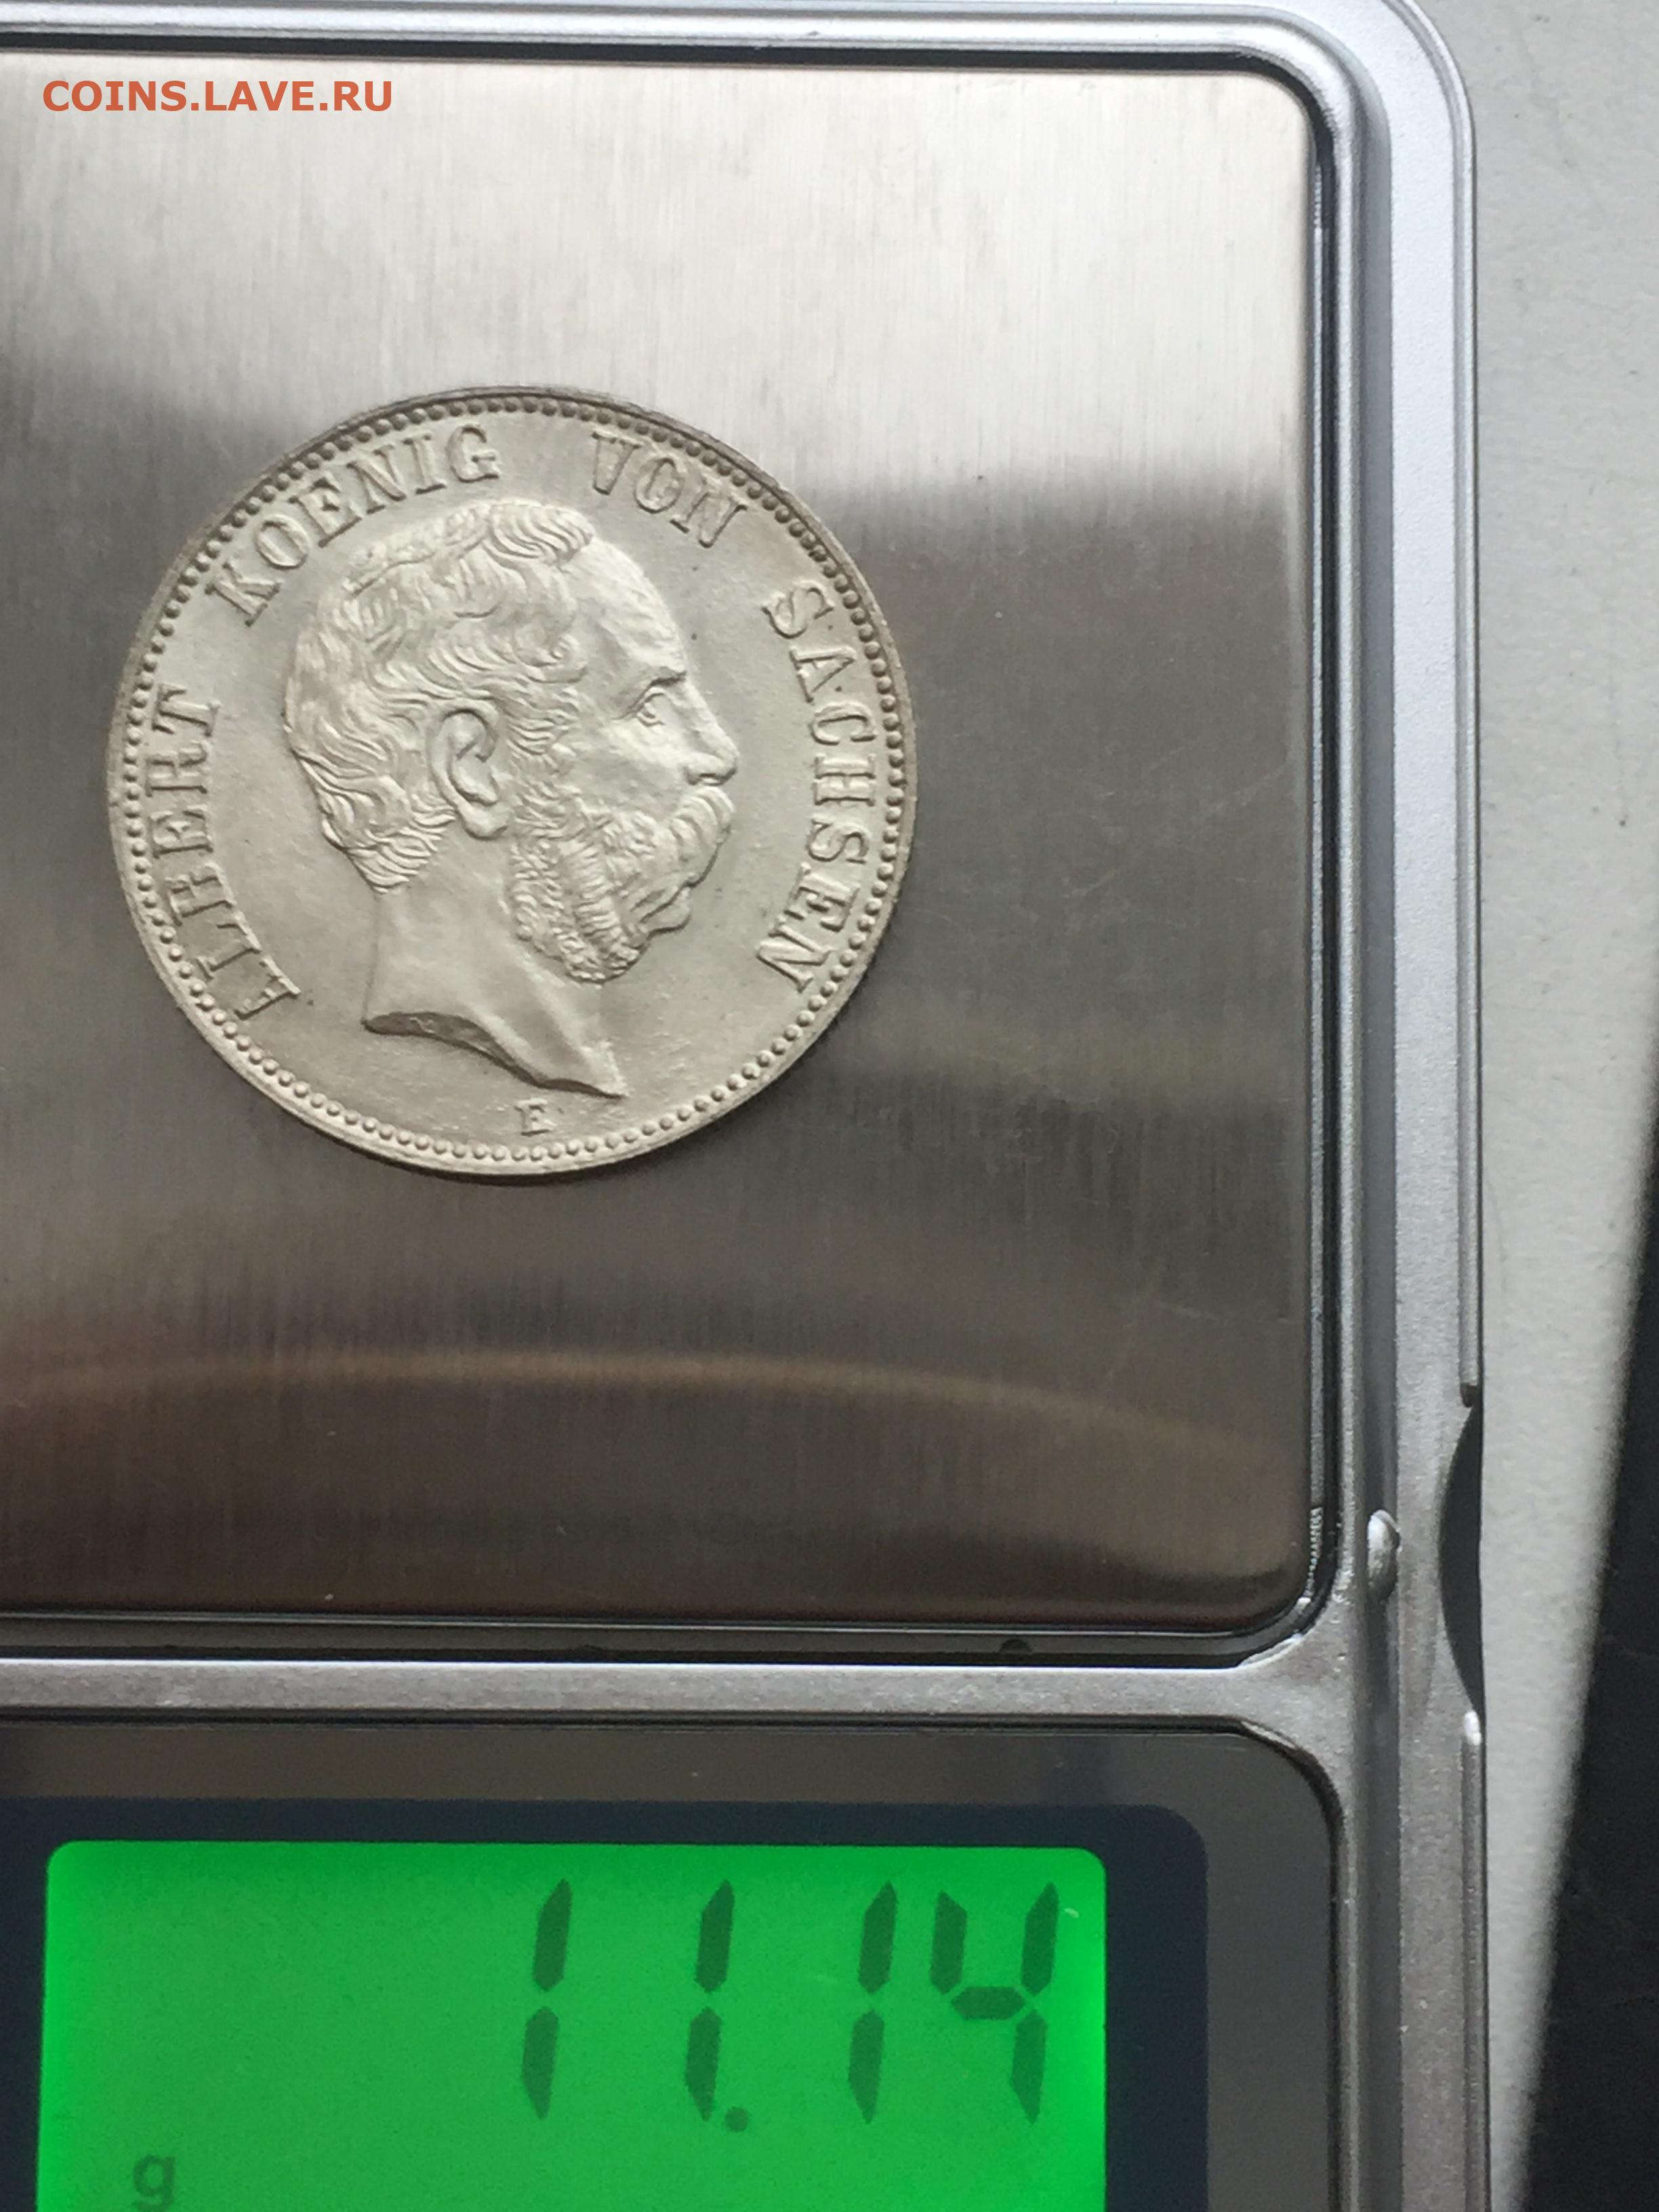 COINS.LAVE.RU
ALBERT KOENIG VON SACHSEN
E
11.14
g